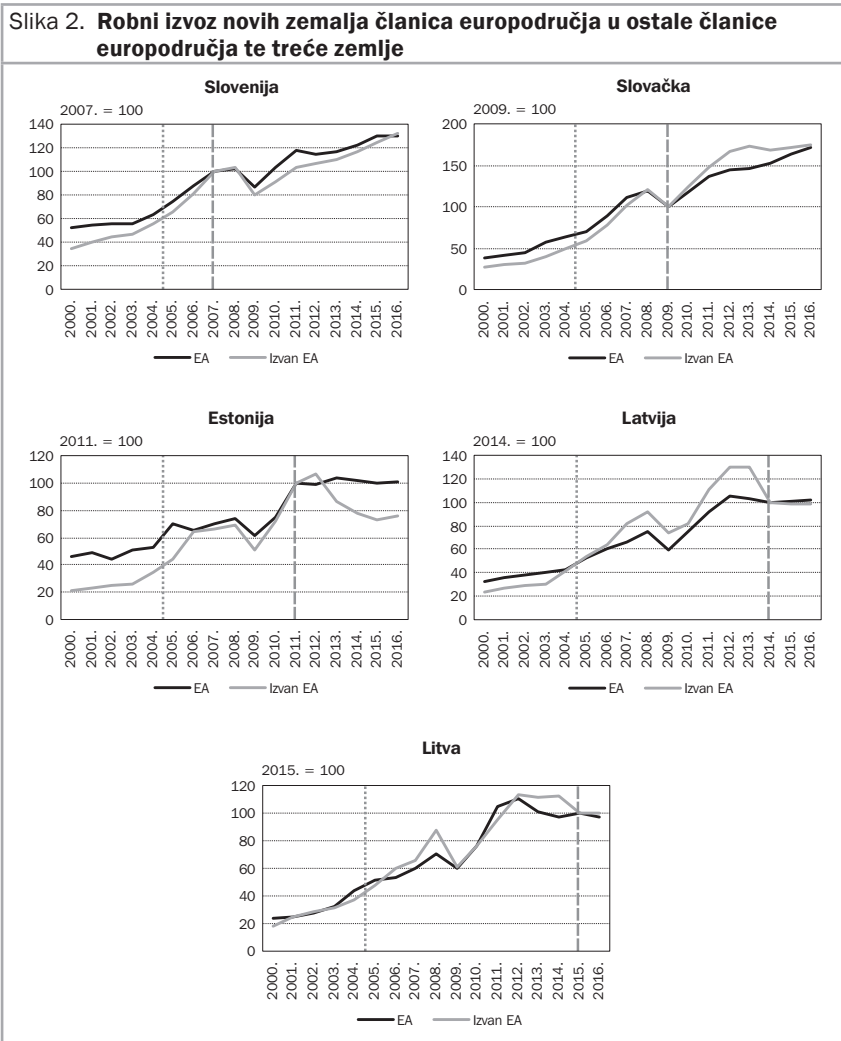 Slika 2. Robni izvoz novih zemalja članica europodručja u ostale članice
europodručja te treće zemlje
Slovenija
2007. = 100
140
120
100
80
60
40
20
0
2000. 2001. 2002. 2003. 2004. 2005. 2006. 2007. 2008. 2009. 2010. 2011. 2012. 2013. 2014. 2015. 2016.
EA Izvan EA
Slovačka
2009. = 100
200
150
100
50
0
2000. 2001. 2002. 2003. 2004. 2005. 2006. 2007. 2008. 2009. 2010. 2011. 2012. 2013. 2014. 2015. 2016.
EA Izvan EA
Estonija
2011. = 100
120
100
80
60
40
20
0
2000. 2001. 2002. 2003. 2004. 2005. 2006. 2007. 2008. 2009. 2010. 2011. 2012. 2013. 2014. 2015. 2016.
EA Izvan EA
Latvija
2014. = 100
140
120
100
80
60
40
20
0
2000. 2001. 2002. 2003. 2004. 2005. 2006. 2007. 2008. 2009. 2010. 2011. 2012. 2013. 2014. 2015. 2016.
EA Izvan EA
Litva
2015. = 100
120
100
80
60
40
20
0
2000. 2001. 2002. 2003. 2004. 2005. 2006. 2007. 2008. 2009. 2010. 2011. 2012. 2013. 2014. 2015. 2016.
EA Izvan EA